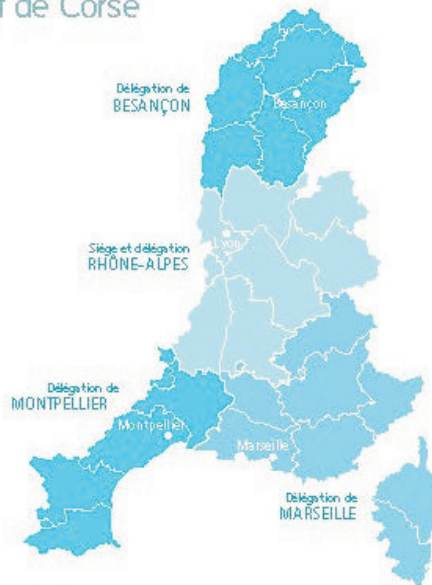 de Corse
Délégation de
BESANÇON
Besançon
Siège et délégation
RHÔNE-ALPES
Lyon
Délégation de
MONTPELLIER
Montpellier
Marseille
Délégation de
MARSEILLE